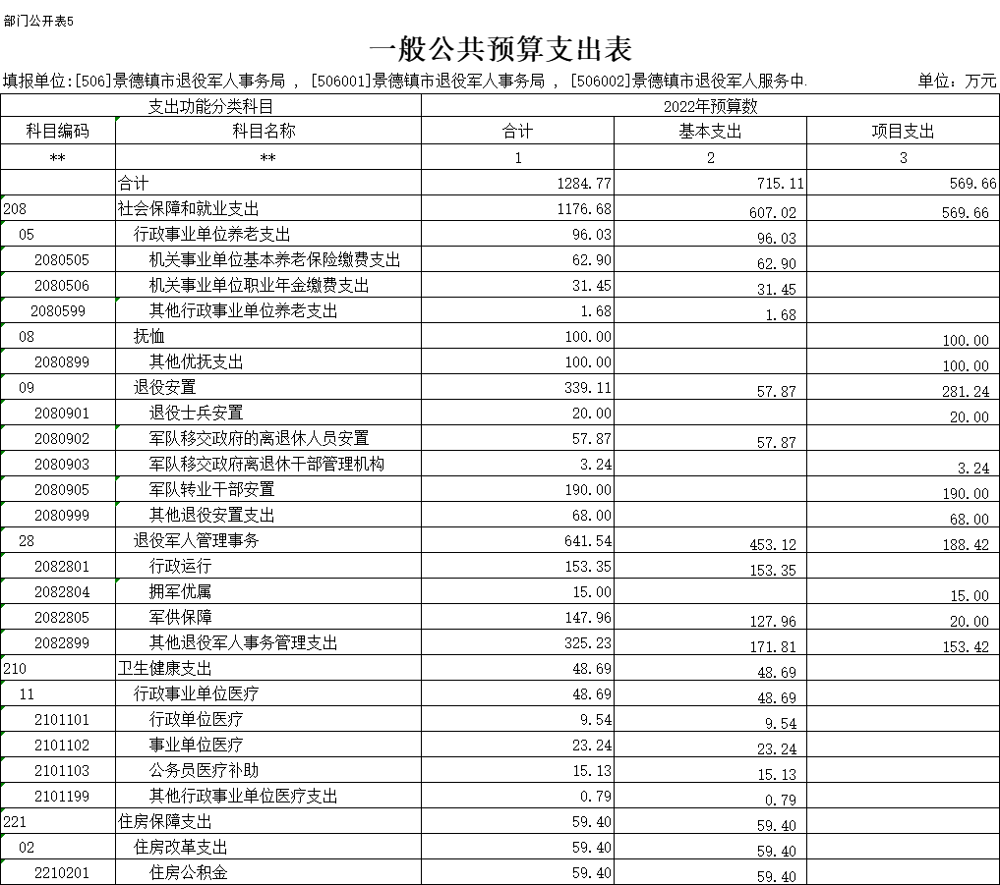 部门公开表5
一般公共预算支出表
填报单位:[506]景德镇市退役军人事务局 , [506001]景德镇市退役军人事务局 , [506002]景德镇市退役军人服务中. 单位: 万元
支出功能分类科目 2022年预算数
科目编码 科目名称 合计 基本支出 项目支出
** ** 1 2 3
合计 1284.77 715.11 569.66
208 社会保障和就业支出 1176.68 607.02 569.66
05 行政事业单位养老支出 96.03 96.03
2080505 机关事业单位基本养老保险缴费支出 62.90 62.90
2080506 机关事业单位职业年金缴费支出 31.45 31.45
2080599 其他行政事业单位养老支出 1.68 1.68
08 抚恤 100.00 100.00
2080899 其他优抚支出 100.00 100.00
09 退役安置 339.11 57.87 281.24
2080901 退役士兵安置 20.00 20.00
2080902 军队移交政府的离退休人员安置 57.87 57.87
2080903 军队移交政府离退休干部管理机构 3.24 3.24
2080905 军队转业干部安置 190.00 190.00
2080999 其他退役安置支出 68.00 68.00
28 退役军人管理事务 641.54 453.12 188.42
2082801 行政运行 153.35 153.35
2082804 拥军优属 15.00 15.00
2082805 军供保障 147.96 127.96 20.00
2082899 其他退役军人事务管理支出 325.23 171.81 153.42
210 卫生健康支出 48.69 48.69
11 行政事业单位医疗 48.69 48.69
2101101 行政单位医疗 9.54 9.54
2101102 事业单位医疗 23.24 23.24
2101103 公务员医疗补助 15.13 15.13
2101199 其他行政事业单位医疗支出 0.79 0.79
221 住房保障支出 59.40 59.40
02 住房改革支出 59.40 59.40
2210201 住房公积金 59.40 59.40